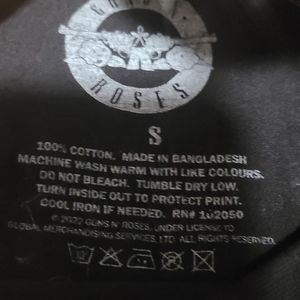 ROSES
S
100% COTTON. MADE IN BANGLADESH
MACHINE WASH WARM WITH LIKE COLOURS.
DO NOT BLEACH. TUMBLE DRY LOW.
TURN INSIDE OUT TO PROTECT PRINT.
COOL IRON IF NEEDED. RN# 102050
© 2022 GUNS N' ROSES, UNDER LICENSE TO
GLOBAL MERCHANDISING SERVICES, LTD. ALL RIGHTS RESERVED.